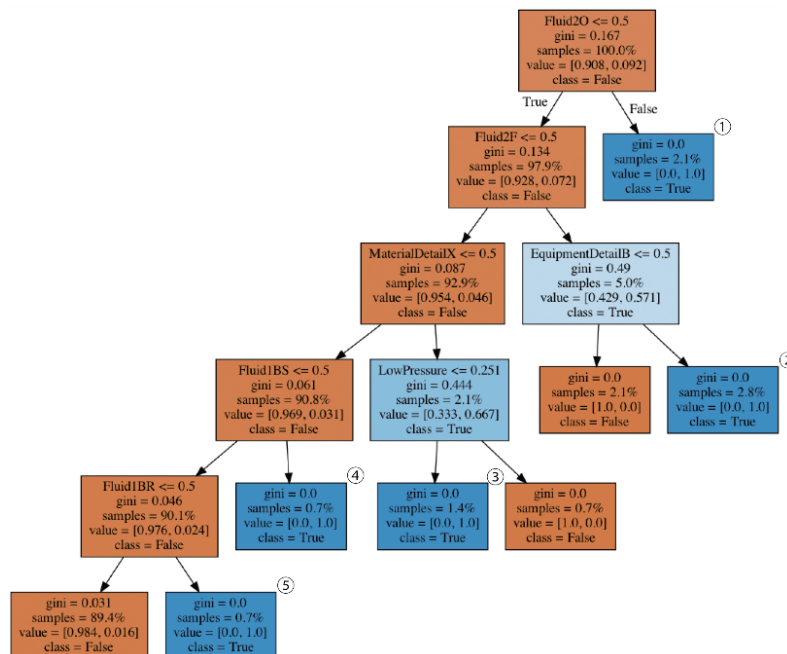 Fluid2O <= 0.5
gini = 0.167
samples = 100.0%
value = [0.908, 0.092]
class = False
True
False
①
Fluid2F <= 0.5
gini = 0.134
samples = 97.9%
value = [0.928, 0.072]
class = False
gini = 0.0
samples = 2.1%
value = [0.0, 1.0]
class = True
MaterialDetailX <= 0.5
gini = 0.087
samples = 92.9%
value = [0.954, 0.046]
class = False
EquipmentDetailB <= 0.5
gini = 0.49
samples = 5.0%
value = [0.429, 0.571]
class = True
②
Fluid1BS <= 0.5
gini = 0.061
samples = 90.8%
value = [0.969, 0.031]
class = False
LowPressure <= 0.251
gini = 0.444
samples = 2.1%
value = [0.333, 0.667]
class = True
gini = 0.0
samples = 2.1%
value = [1.0, 0.0]
class = False
gini = 0.0
samples = 2.8%
value = [0.0, 1.0]
class = True
④
③
Fluid1BR <= 0.5
gini = 0.046
samples = 90.1%
value = [0.976, 0.024]
class = False
gini = 0.0
samples = 0.7%
value = [0.0, 1.0]
class = True
gini = 0.0
samples = 1.4%
value = [0.0, 1.0]
class = True
gini = 0.0
samples = 0.7%
value = [1.0, 0.0]
class = False
⑤
gini = 0.031
samples = 89.4%
value = [0.984, 0.016]
class = False
gini = 0.0
samples = 0.7%
value = [0.0, 1.0]
class = True